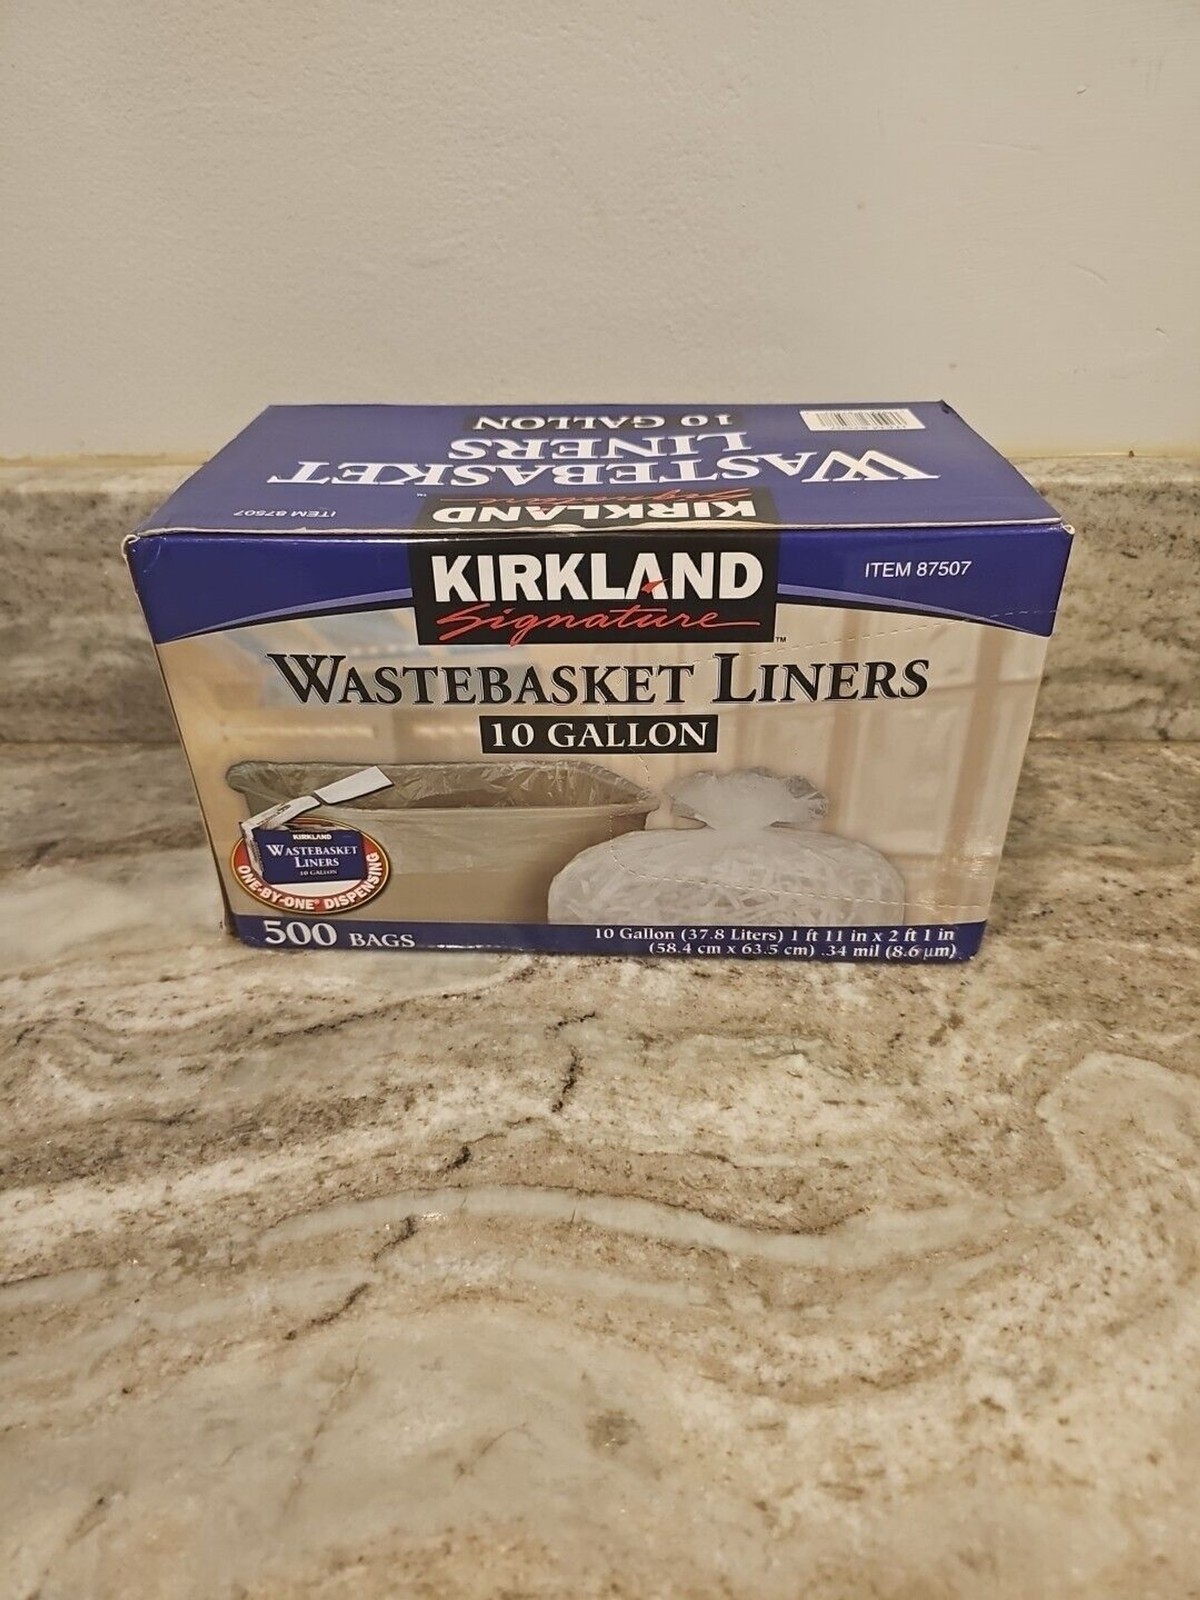 10 GALLON
WASTEBASKET
LINERS
KIRKLAND
Signature™
ITEM 87507
KIRKLAND
Signature™
ITEM 87507
WASTEBASKET LINERS
10 GALLON
KIRKLAND
WASTEBASKET
LINERS
10 GALLON
ONE-BY-ONE® DISPENSING
500 BAGS
10 Gallon (37.8 Liters) 1 ft 11 in x 2 ft 1 in
(58.4 cm x 63.5 cm) .34 mil (8.6 μm)